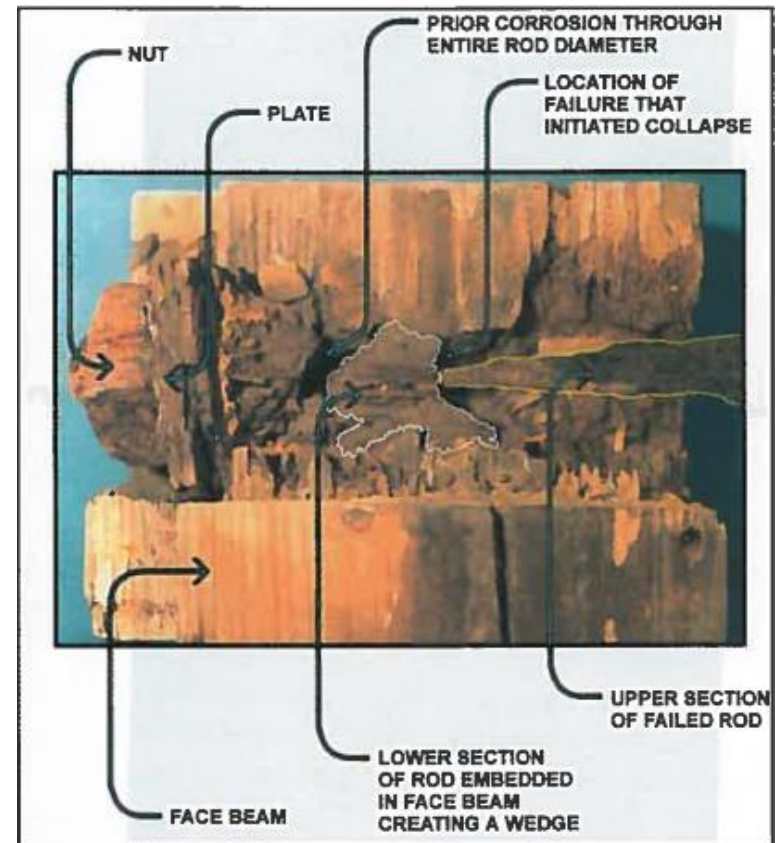 PRIOR CORROSION THROUGH
ENTIRE ROD DIAMETER
NUT
LOCATION OF
FAILURE THAT
INITIATED COLLAPSE
PLATE
UPPER SECTION
OF FAILED ROD
LOWER SECTION
OF ROD EMBEDDED
IN FACE BEAM
CREATING A WEDGE
FACE BEAM